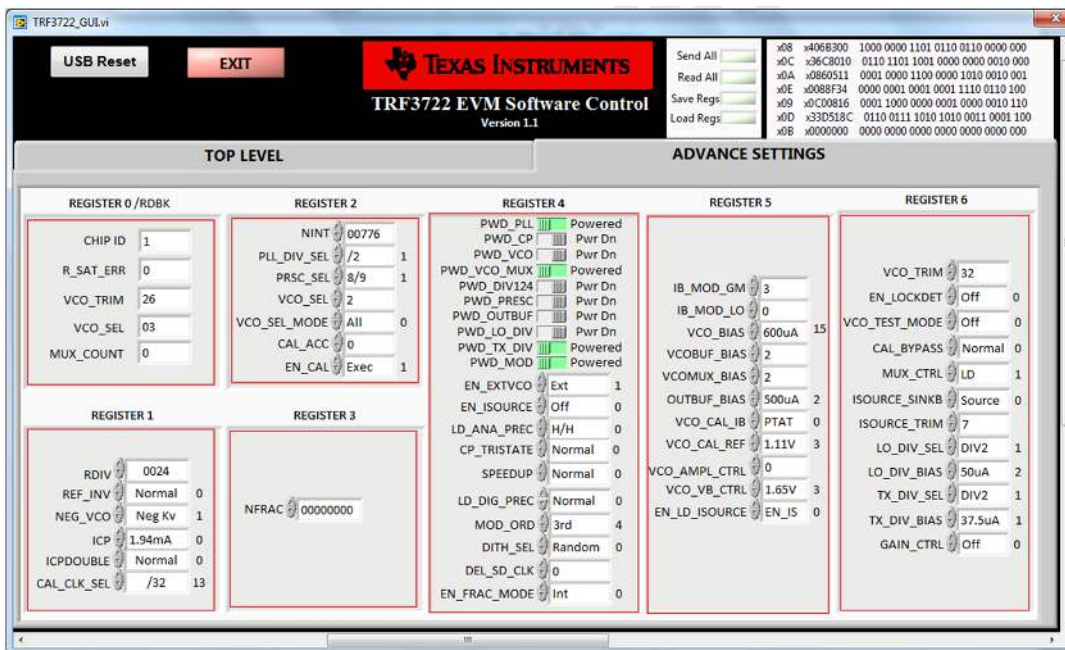 TRF3722_GUI.vi
USB Reset
EXIT
TEXAS INSTRUMENTS
TRF3722 EVM Software Control
Version 1.1
Send All
Read All
Save Regs
Load Regs
x08 x406B300 1000 0000 1101 0110 0110 0000 000
x0C x36C8010 0110 1101 1001 0000 0000 0010 000
x0A x0860511 0001 0000 1100 0000 1010 0010 001
x0E x0088F34 0000 0001 0001 0001 1110 0110 100
x09 x0C00816 0001 1000 0000 0001 0000 0010 110
x0D x33D518C 0110 0111 1010 1010 0011 0001 100
x0B x0000000 0000 0000 0000 0000 0000 0000 000
TOP LEVEL
ADVANCE SETTINGS
REGISTER 0 /RDBK
CHIP ID 1
R_SAT_ERR 0
VCO_TRIM 26
VCO_SEL 03
MUX_COUNT 0
REGISTER 1
RDIV 0024
REF_INV Normal 0
NEG_VCO Neg Kv 1
ICP 1.94mA 0
ICPDOUBLE Normal 0
CAL_CLK_SEL /32 13
REGISTER 2
NINT 00776
PLL_DIV_SEL /2 1
PRSC_SEL 8/9 1
VCO_SEL 2
VCO_SEL_MODE All 0
CAL_ACC 0
EN_CAL Exec 1
REGISTER 3
NFRAC 00000000
REGISTER 4
PWD_PLL Powered
PWD_CP Pwr Dn
PWD_VCO Pwr Dn
PWD_VCO_MUX Powered
PWD_DIV124 Pwr Dn
PWD_PRESC Pwr Dn
PWD_OUTBUF Pwr Dn
PWD_LO_DIV Pwr Dn
PWD_TX_DIV Powered
PWD_MOD Powered
EN_EXTVCO Ext 1
EN_ISOURCE Off 0
LD_ANA_PREC H/H 0
CP_TRISTATE Normal 0
SPEEDUP Normal 0
LD_DIG_PREC Normal 0
MOD_ORD 3rd 4
DITH_SEL Random 0
DEL_SD_CLK 0
EN_FRAC_MODE Int 0
REGISTER 5
IB_MOD_GM 3
IB_MOD_LO 0
VCO_BIAS 600uA 15
VCOBUF_BIAS 2
VCOMUX_BIAS 2
OUTBUF_BIAS 500uA 2
VCO_CAL_IB PTAT 0
VCO_CAL_REF 1.11V 3
VCO_AMPL_CTRL 0
VCO_VB_CTRL 1.65V 3
EN_LD_ISOURCE EN_IS 0
REGISTER 6
VCO_TRIM 32
EN_LOCKDET Off 0
VCO_TEST_MODE Off 0
CAL_BYPASS Normal 0
MUX_CTRL LD 1
ISOURCE_SINKB Source 0
ISOURCE_TRIM 7
LO_DIV_SEL DIV2 1
LO_DIV_BIAS 50uA 2
TX_DIV_SEL DIV2 1
TX_DIV_BIAS 37.5uA 1
GAIN_CTRL Off 0